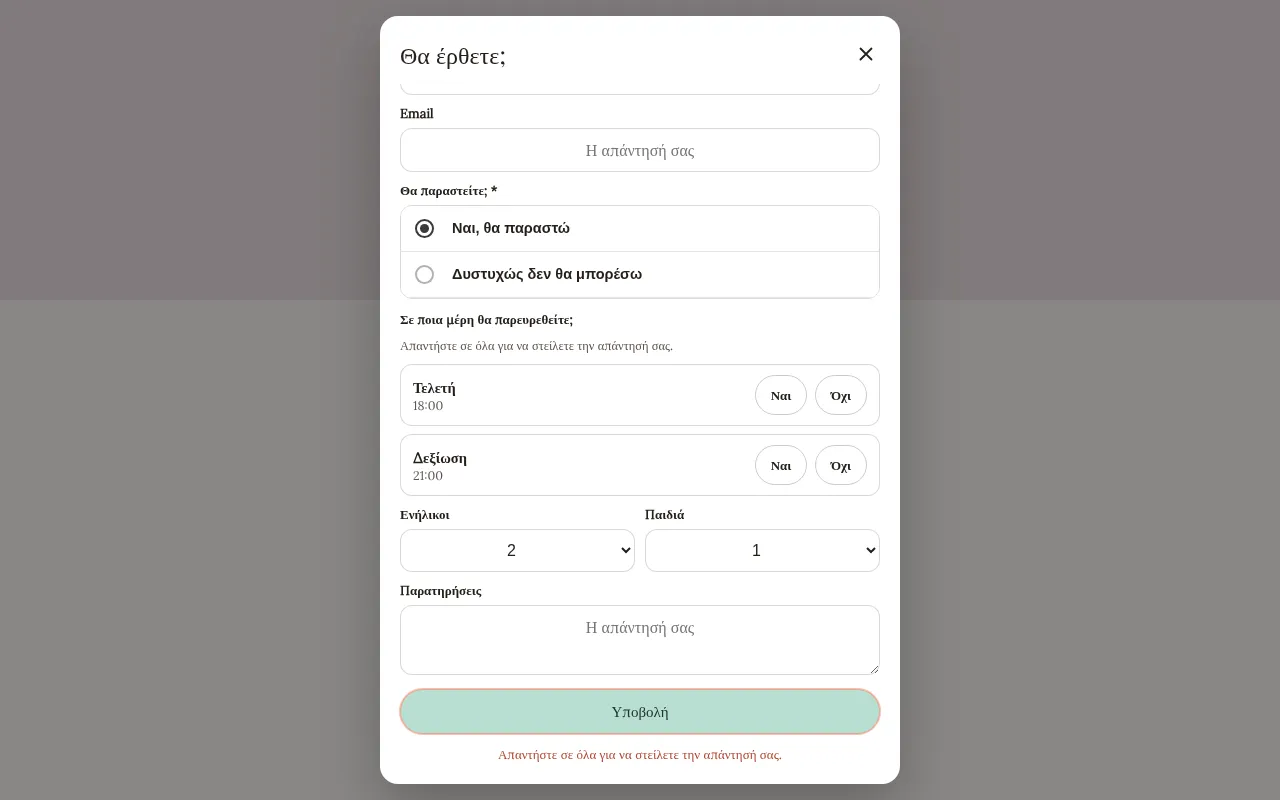 Θα έρθετε;
Email
Η απάντησή σας
Θα παραστείτε; *
Ναι, θα παραστώ
Δυστυχώς δεν θα μπορέσω
Σε ποια μέρη θα παρευρεθείτε;
Απαντήστε σε όλα για να στείλετε την απάντησή σας.
Τελετή
18:00
Ναι Όχι
Δεξίωση
21:00
Ναι Όχι
Ενήλικοι Παιδιά
2 1
Παρατηρήσεις
Η απάντησή σας
Υποβολή
Απαντήστε σε όλα για να στείλετε την απάντησή σας.